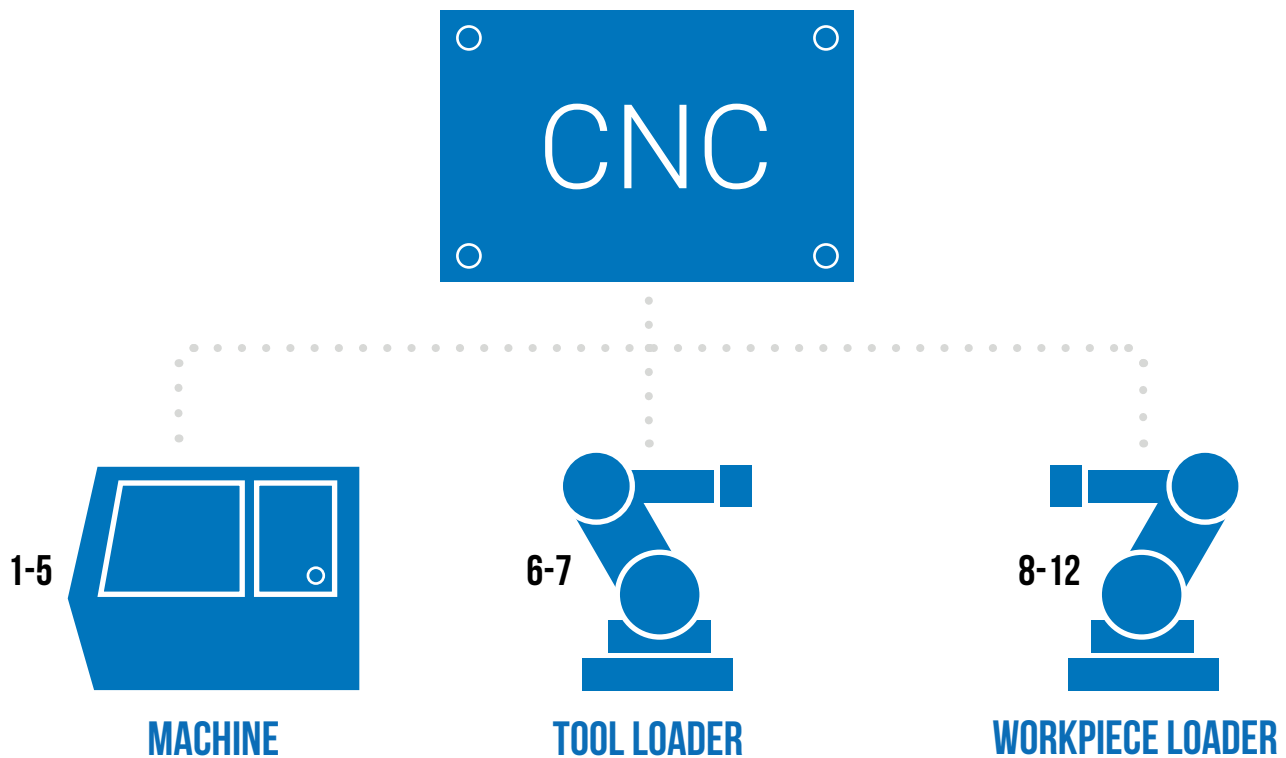 CNC
1-5
6-7
8-12
MACHINE
TOOL LOADER
WORKPIECE LOADER